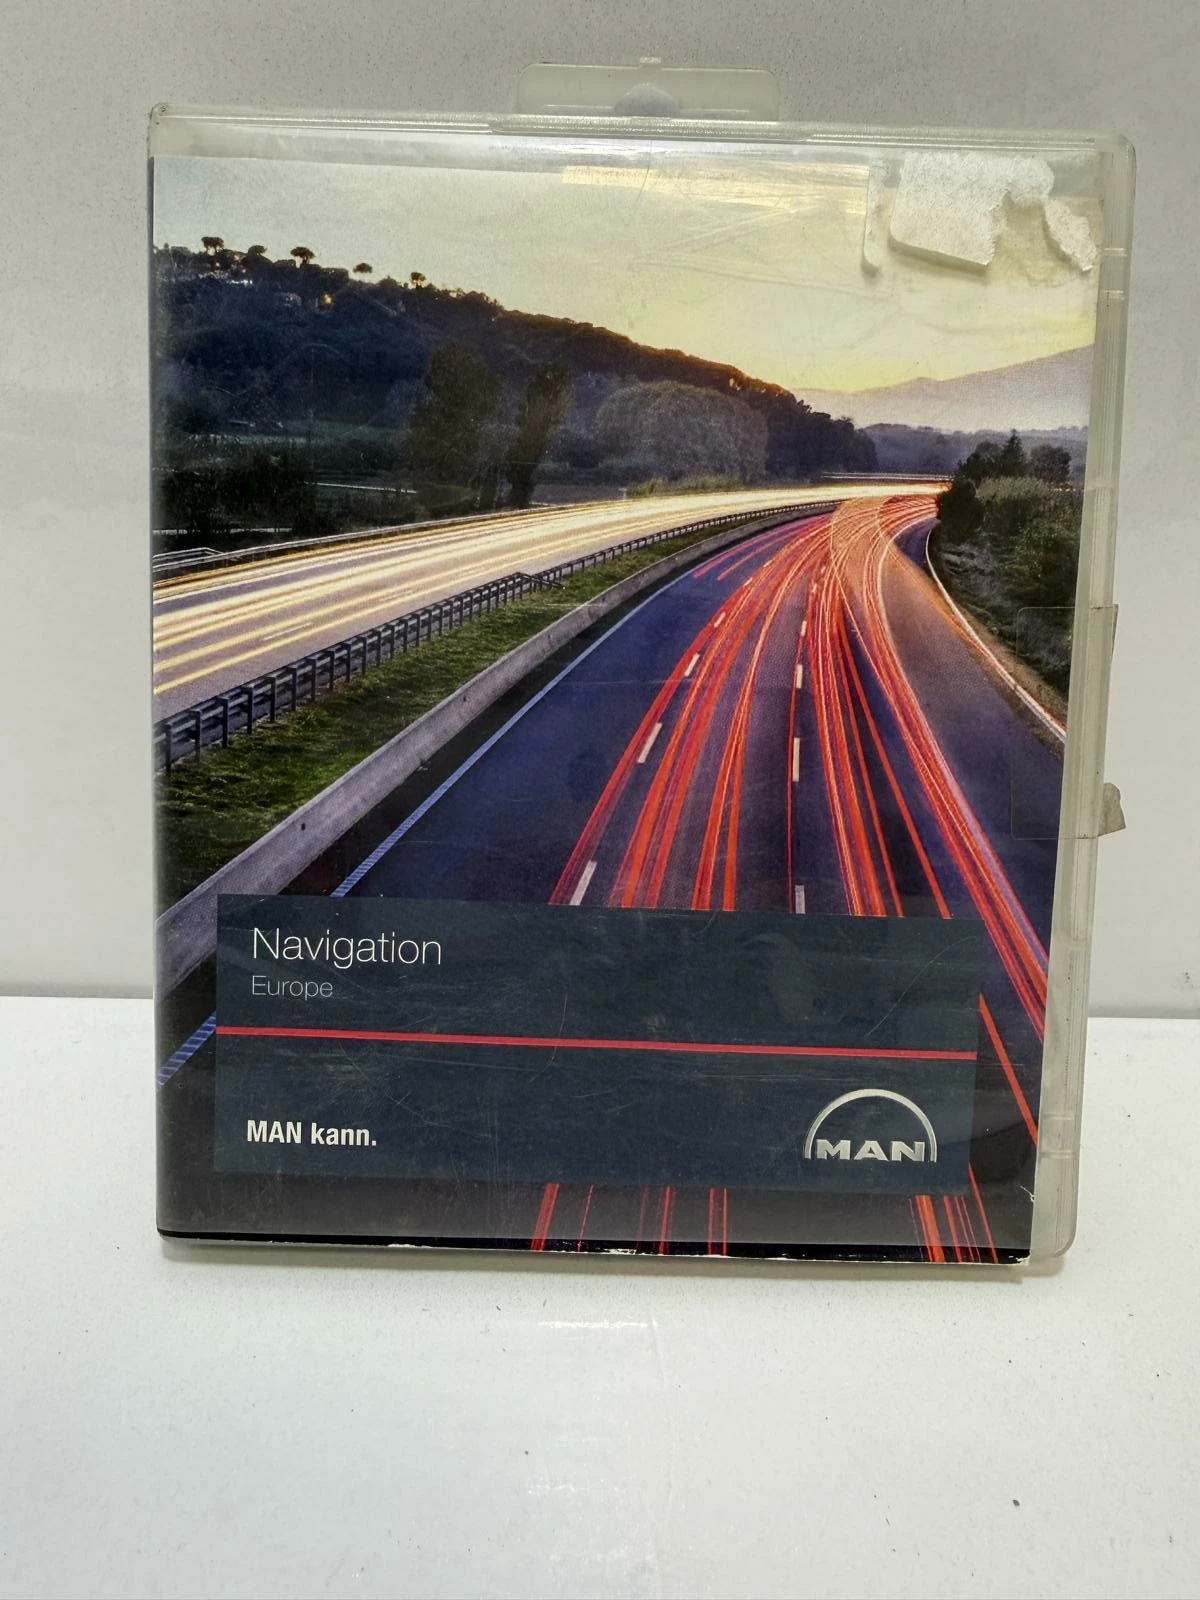 Navigation
Europe
MAN kann.
MAN